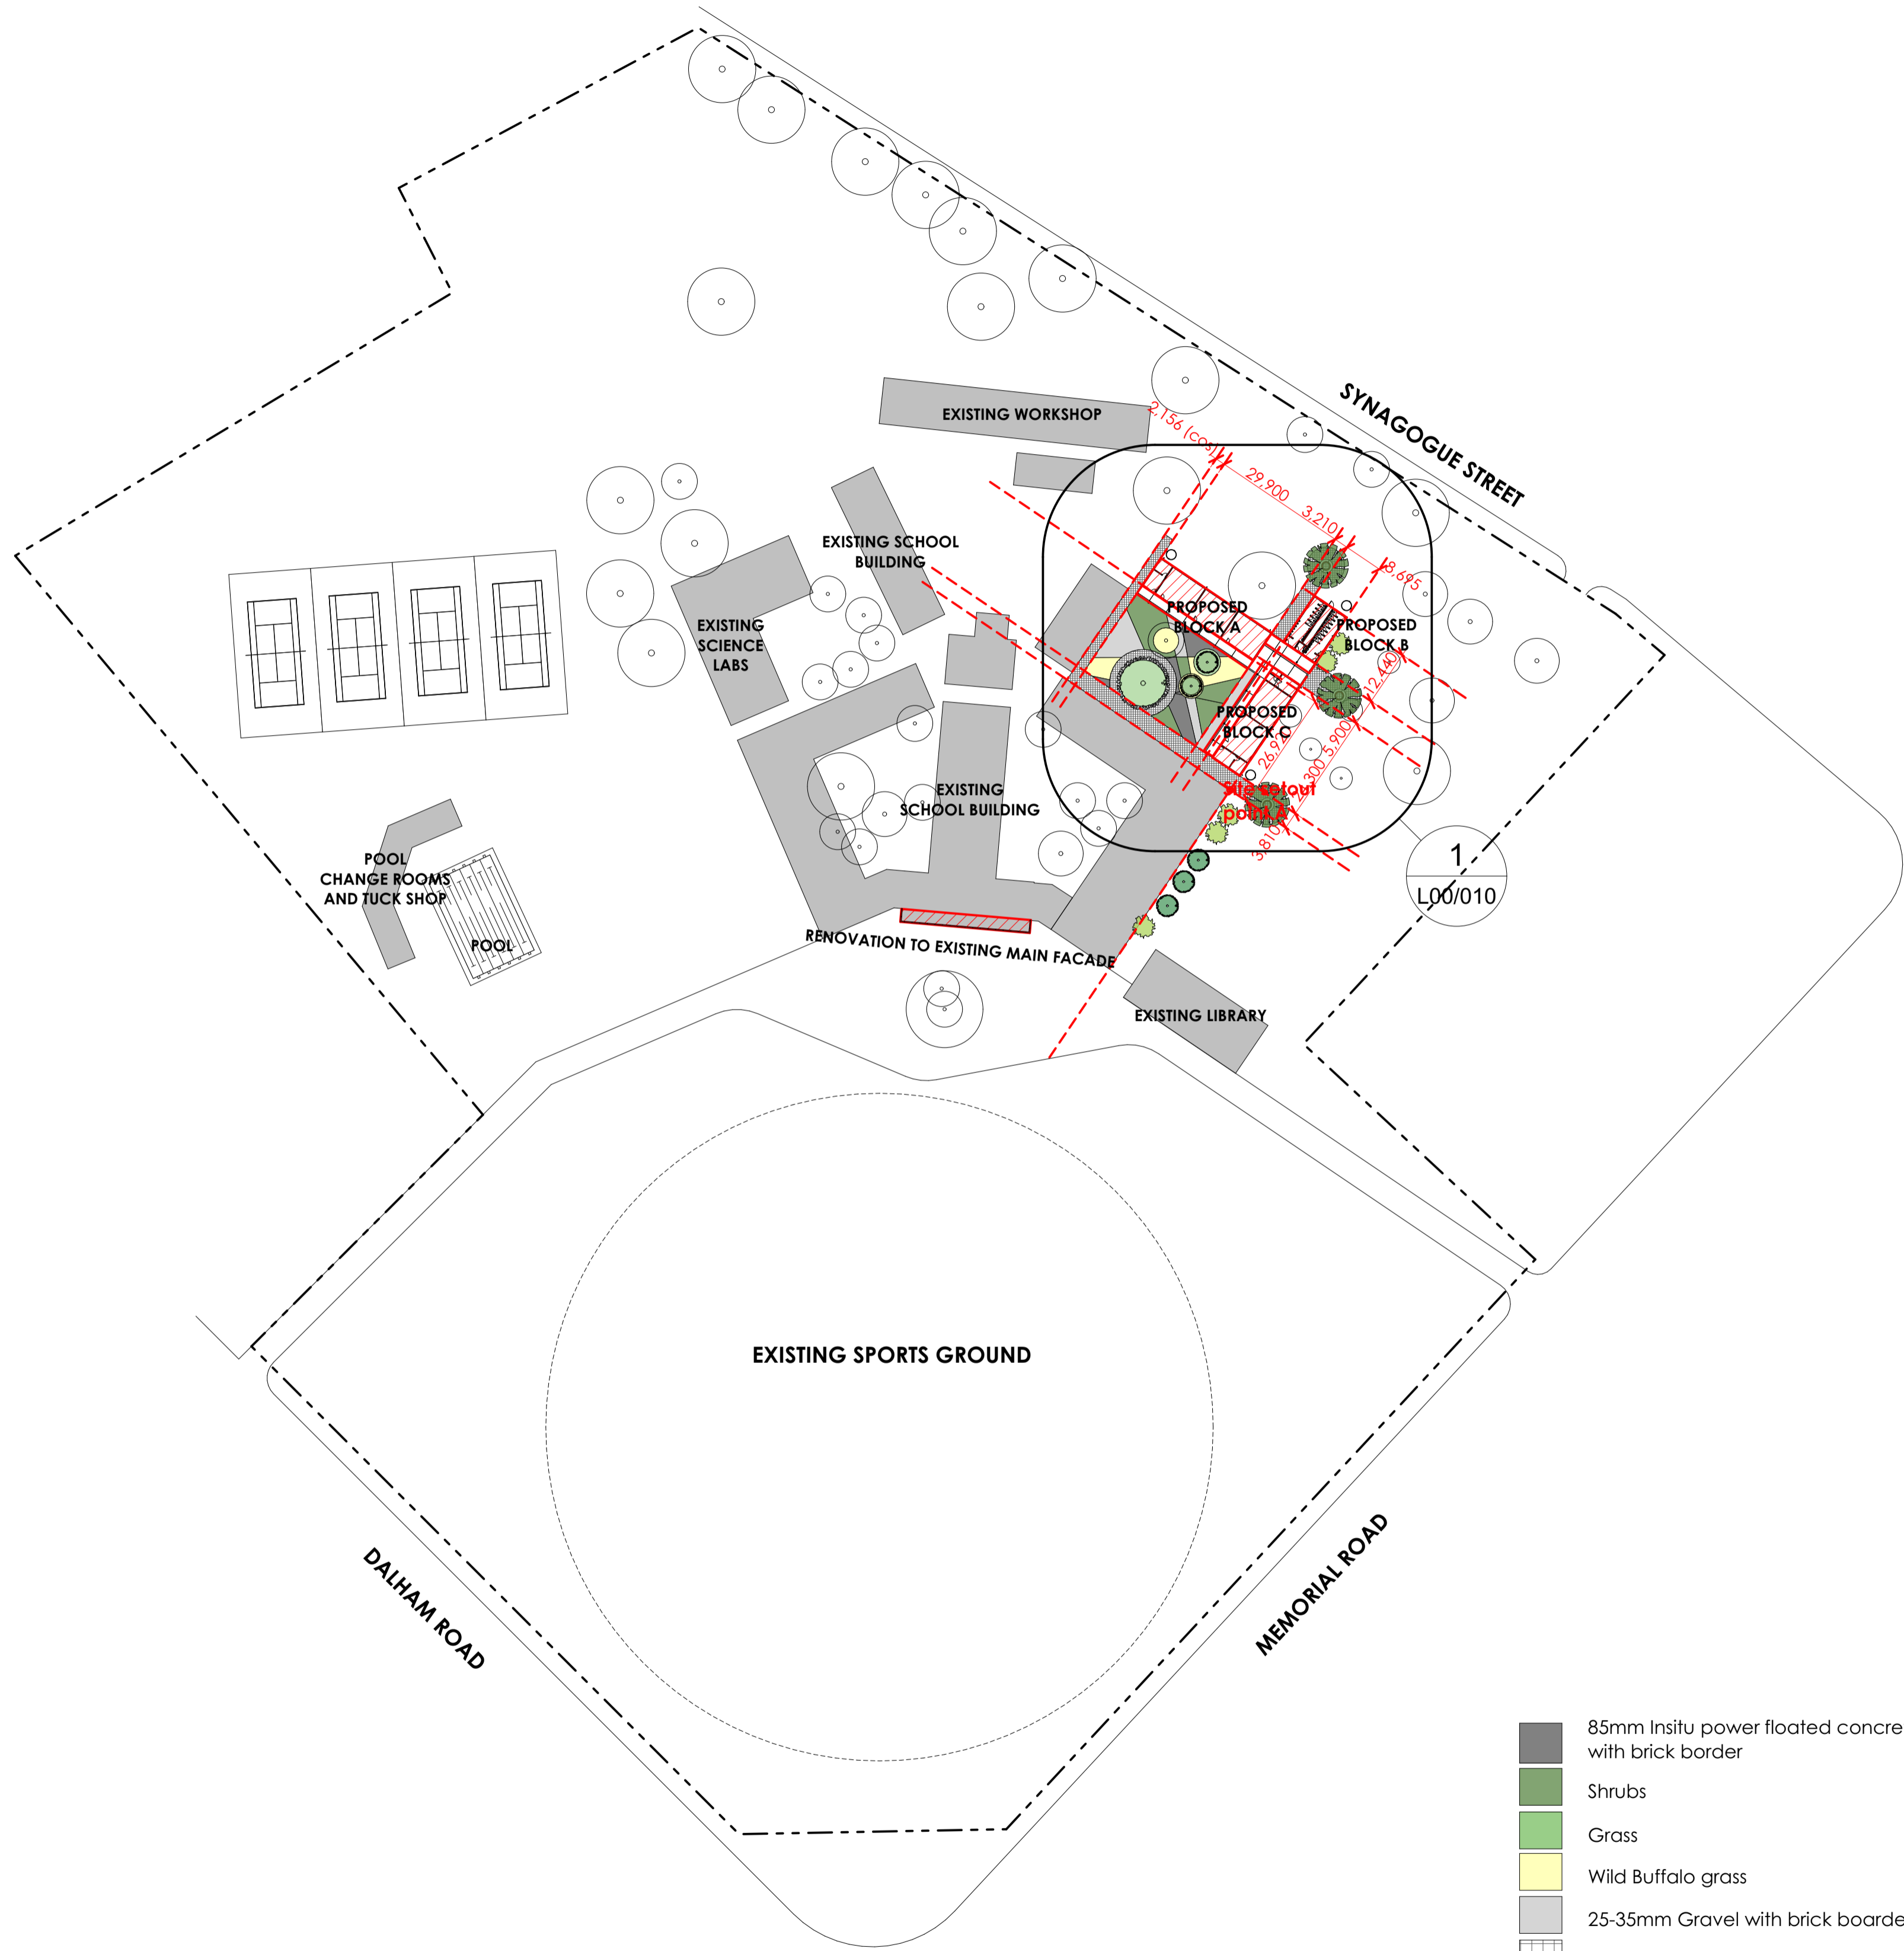 SYNAGOGUE STREET
EXISTING WORKSHOP
2,156 (cos)
29,900
3,210
8,695
EXISTING SCHOOL
BUILDING
EXISTING
SCIENCE
LABS
PROPOSED
BLOCK A
PROPOSED
BLOCK B
12,440
PROPOSED
BLOCK C
5,900
Site setout
point A
3,810
EXISTING
SCHOOL BUILDING
POOL
CHANGE ROOMS
AND TUCK SHOP
POOL
1
L00/010
RENOVATION TO EXISTING MAIN FACADE
EXISTING LIBRARY
EXISTING SPORTS GROUND
DALHAM ROAD
MEMORIAL ROAD
85mm Insitu power floated concre
with brick border
Shrubs
Grass
Wild Buffalo grass
25-35mm Gravel with brick boarde